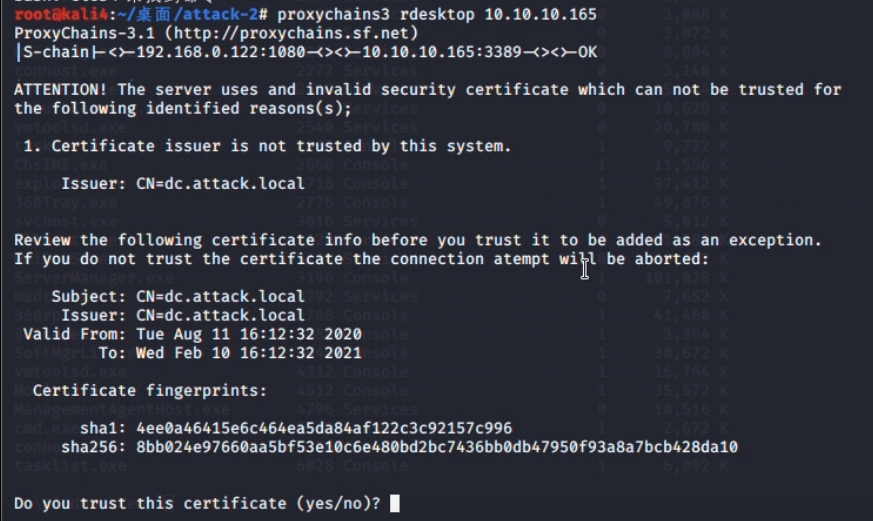 root@kali4:~/桌面/attack-2# proxychains3 rdesktop 10.10.10.165
ProxyChains-3.1 (http://proxychains.sf.net)
|S-chain|-<>-192.168.0.122:1080-<><>-10.10.10.165:3389-<><>-OK
ATTENTION! The server uses and invalid security certificate which can not be trusted for
the following identified reasons(s);
1. Certificate issuer is not trusted by this system.
Issuer: CN=dc.attack.local
Review the following certificate info before you trust it to be added as an exception.
If you do not trust the certificate the connection atempt will be aborted:
Subject: CN=dc.attack.local
Issuer: CN=dc.attack.local
Valid From: Tue Aug 11 16:12:32 2020
To: Wed Feb 10 16:12:32 2021
Certificate fingerprints:
sha1: 4ee0a46415e6c464ea5da84af122c3c92157c996
sha256: 8bb024e97660aa5bf53e10c6e480bd2bc7436bb0db47950f93a8a7bcb428da10
Do you trust this certificate (yes/no)?